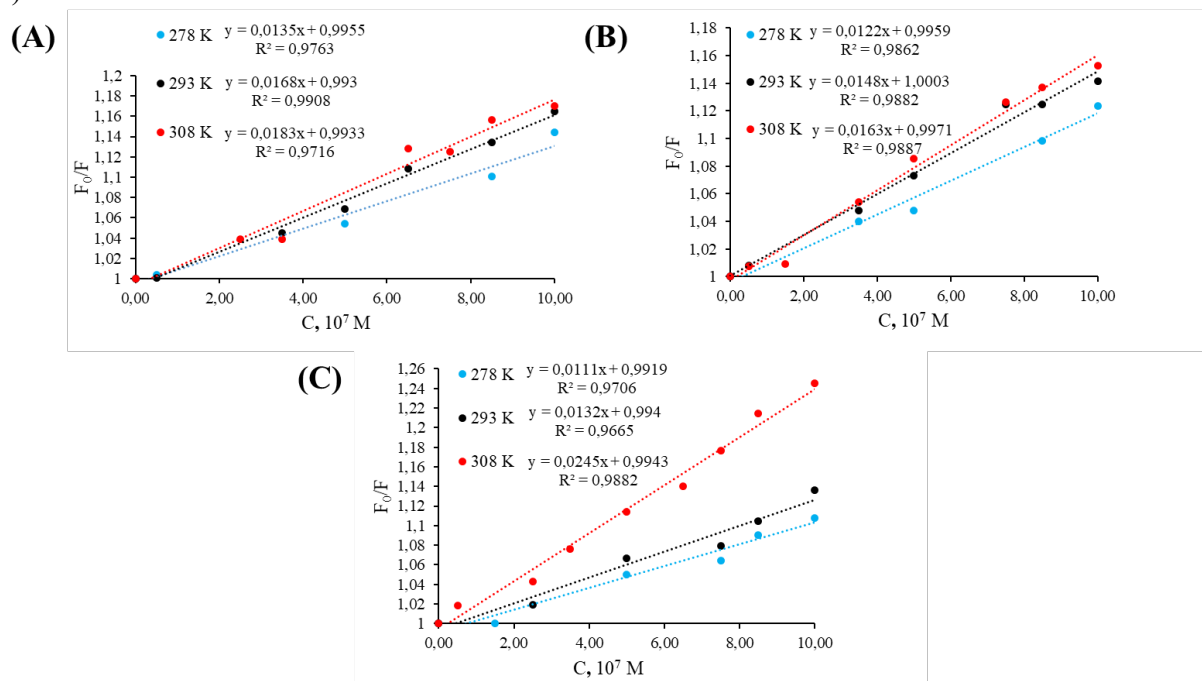 )
(A)
278 K y = 0,0135x + 0,9955
R² = 0,9763
293 K y = 0,0168x + 0,993
R² = 0,9908
308 K y = 0,0183x + 0,9933
R² = 0,9716
1,2
1,18
1,16
1,14
1,12
1,1
1,08
1,06
1,04
1,02
1
F₀/F
0,00 2,00 4,00 6,00 8,00 10,00
C, 10⁷ M
(B)
278 K y = 0,0122x + 0,9959
R² = 0,9862
293 K y = 0,0148x + 1,0003
R² = 0,9882
308 K y = 0,0163x + 0,9971
R² = 0,9887
1,18
1,16
1,14
1,12
1,1
1,08
1,06
1,04
1,02
1
F₀/F
0,00 2,00 4,00 6,00 8,00 10,00
C, 10⁷ M
(C)
278 K y = 0,0111x + 0,9919
R² = 0,9706
293 K y = 0,0132x + 0,994
R² = 0,9665
308 K y = 0,0245x + 0,9943
R² = 0,9882
1,26
1,24
1,22
1,2
1,18
1,16
1,14
1,12
1,1
1,08
1,06
1,04
1,02
1
F₀/F
0,00 2,00 4,00 6,00 8,00 10,00
C, 10⁷ M